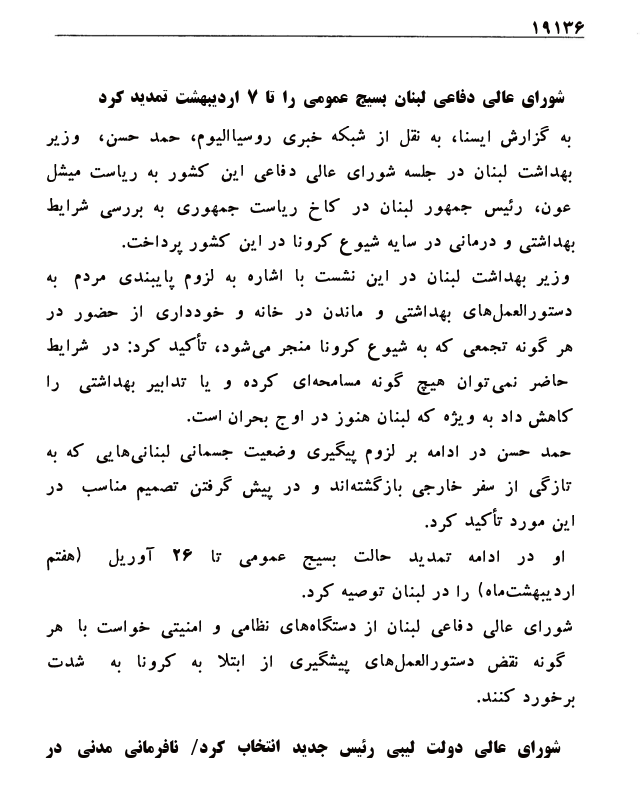 ۱۹۱۳۶
شورای عالی دفاعی لبنان بسیج عمومی را تا ۷ اردیبهشت تمدید کرد
به گزارش ایسنا، به نقل از شبکه خبری روسیاالیوم، حمد حسن، وزیر
بهداشت لبنان در جلسه شورای عالی دفاعی این کشور به ریاست میشل
عون، رئیس جمهور لبنان در کاخ ریاست جمهوری به بررسی شرایط
بهداشتی و درمانی در سایه شیوع کرونا در این کشور پرداخت.
وزیر بهداشت لبنان در این نشست با اشاره به لزوم پایبندی مردم به
دستورالعمل‌های بهداشتی و ماندن در خانه و خودداری از حضور در
هر گونه تجمعی که به شیوع کرونا منجر می‌شود، تأکید کرد: در شرایط
حاضر نمی‌توان هیچ گونه مسامحه‌ای کرده و یا تدابیر بهداشتی را
کاهش داد به ویژه که لبنان هنوز در اوج بحران است.
حمد حسن در ادامه بر لزوم پیگیری وضعیت جسمانی لبنانی‌هایی که به
تازگی از سفر خارجی بازگشته‌اند و در پیش گرفتن تصمیم مناسب در
این مورد تأکید کرد.
او در ادامه تمدید حالت بسیج عمومی تا ۲۶ آوریل (هفتم
اردیبهشت‌ماه) را در لبنان توصیه کرد.
شورای عالی دفاعی لبنان از دستگاه‌های نظامی و امنیتی خواست با هر
گونه نقض دستورالعمل‌های پیشگیری از ابتلا به کرونا به شدت
برخورد کنند.
شورای عالی دولت لیبی رئیس جدید انتخاب کرد/ نافرمانی مدنی در